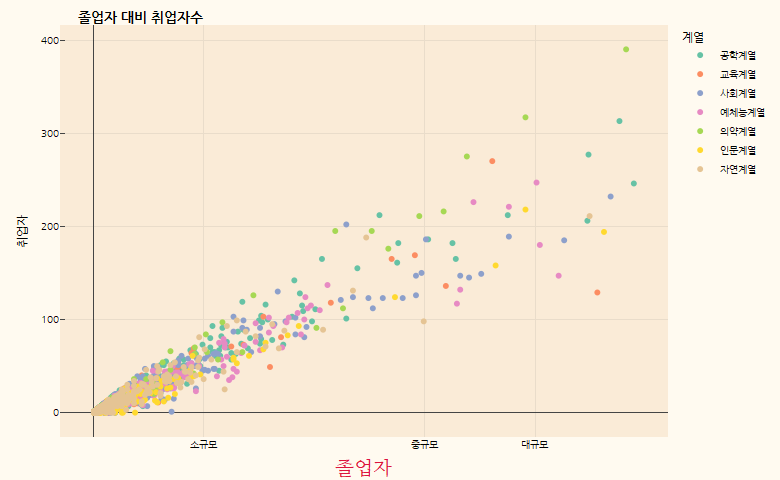 졸업자 대비 취업자수
계열
공학계열
교육계열
사회계열
예체능계열
의약계열
인문계열
자연계열
취업자
400
300
200
100
0
소규모 중규모 대규모
졸업자